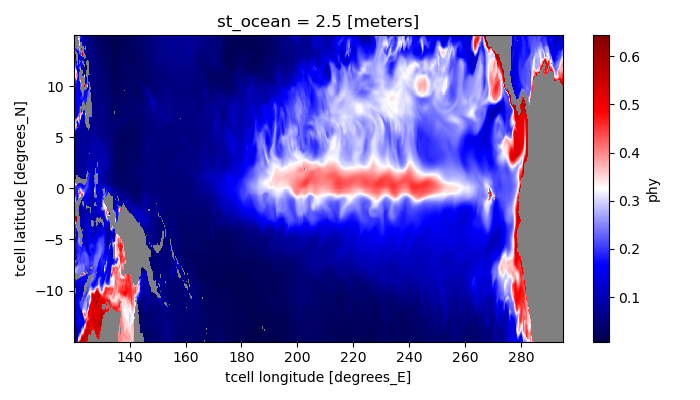 st_ocean = 2.5 [meters]
10
5
0
−5
−10
tcell latitude [degrees_N]
140 160 180 200 220 240 260 280
tcell longitude [degrees_E]
0.6
0.5
0.4
0.3
0.2
0.1
phy